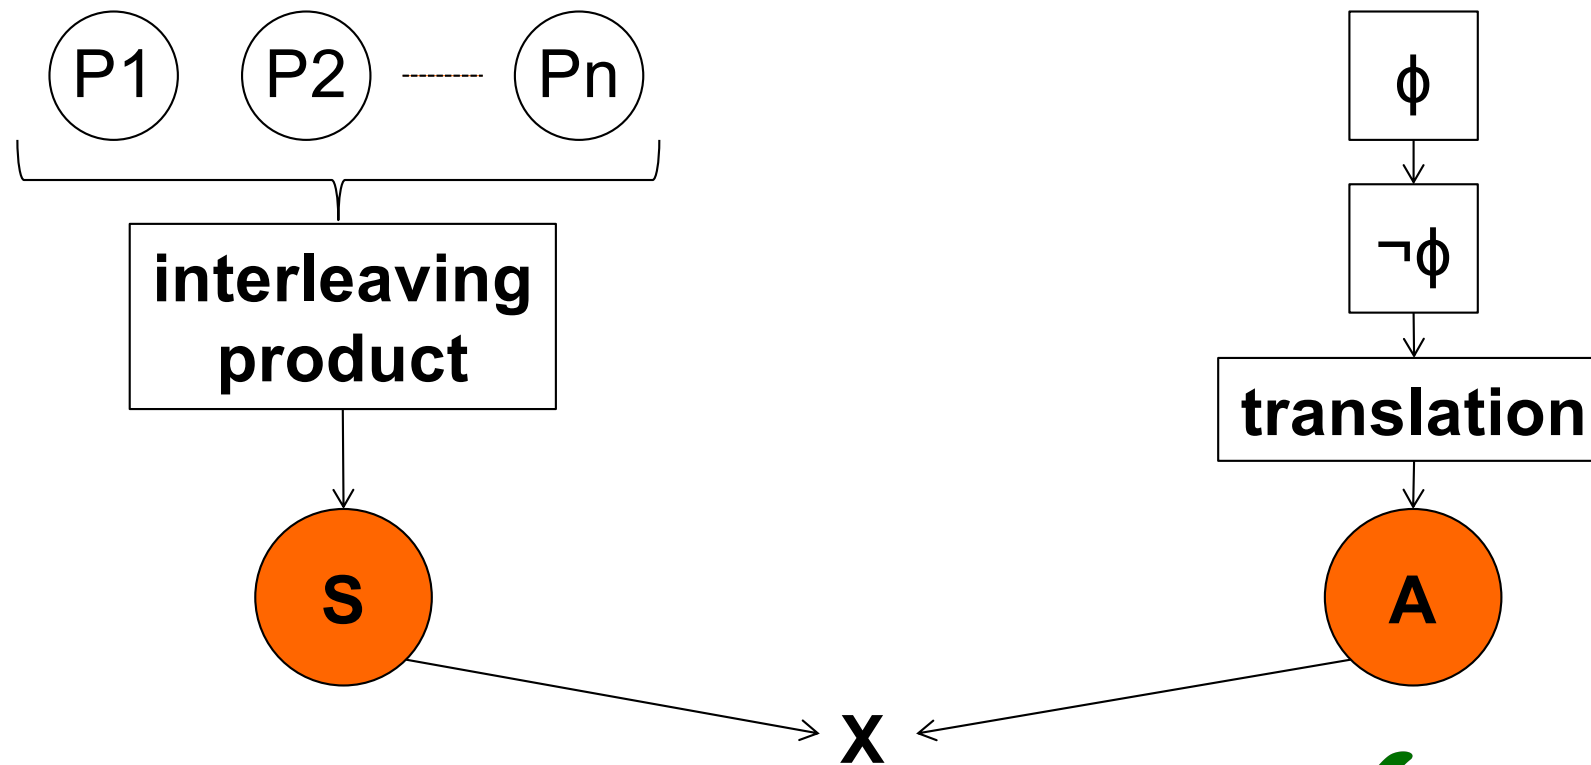 P1 P2 Pn
ϕ
¬ϕ
interleaving
product
translation
S
A
X